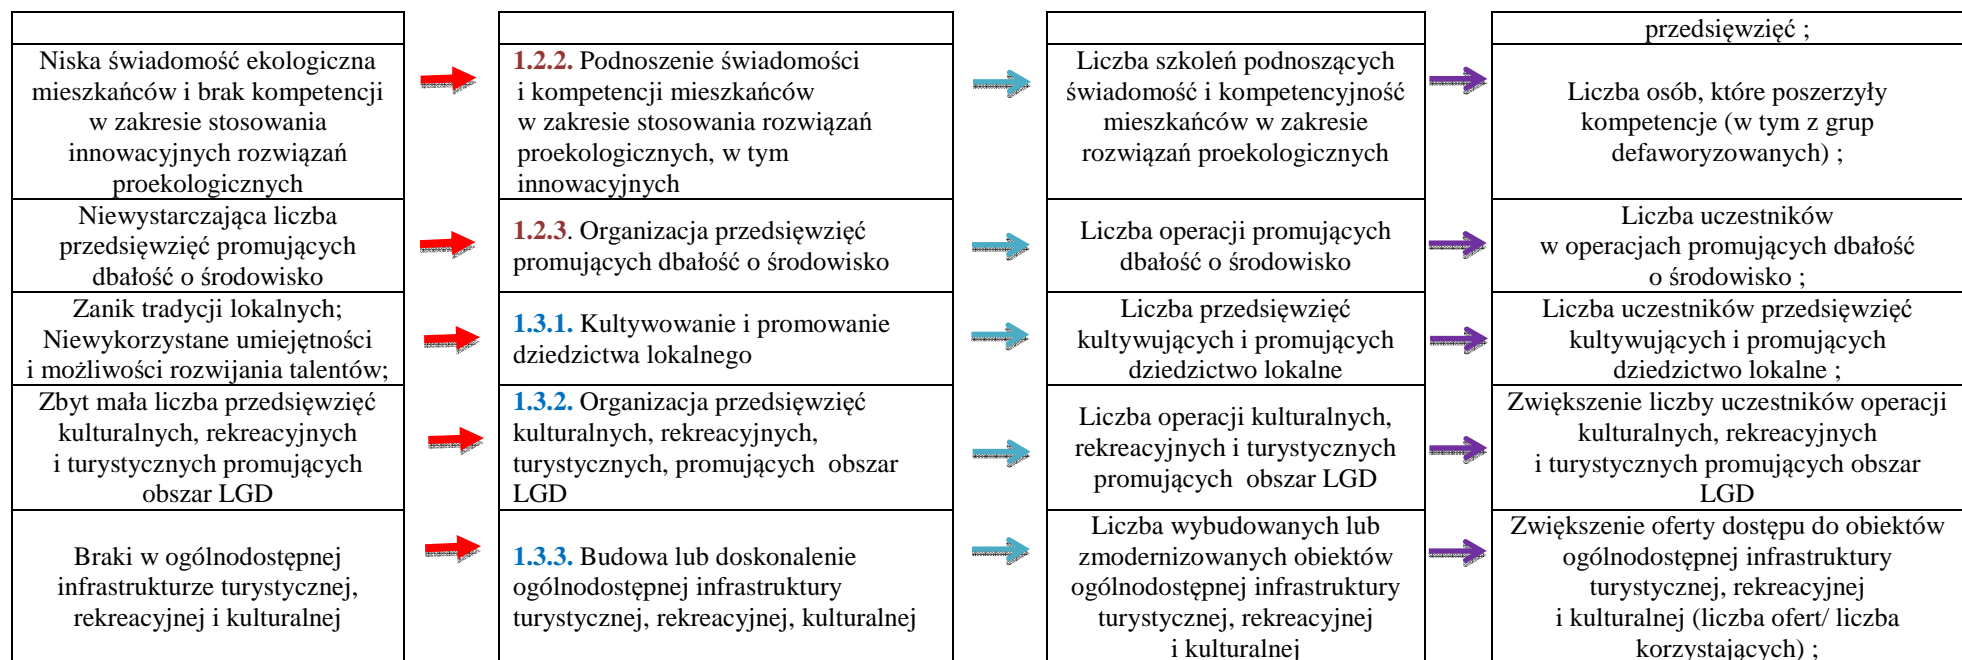 przedsięwzięć ;
Niska świadomość ekologiczna
mieszkańców i brak kompetencji
w zakresie stosowania
innowacyjnych rozwiązań
proekologicznych
1.2.2. Podnoszenie świadomości
i kompetencji mieszkańców
w zakresie stosowania rozwiązań
proekologicznych, w tym
innowacyjnych
Liczba szkoleń podnoszących
świadomość i kompetencyjność
mieszkańców w zakresie
rozwiązań proekologicznych
Liczba osób, które poszerzyły
kompetencje (w tym z grup
defaworyzowanych) ;
Niewystarczająca liczba
przedsięwzięć promujących
dbałość o środowisko
1.2.3. Organizacja przedsięwzięć
promujących dbałość o środowisko
Liczba operacji promujących
dbałość o środowisko
Liczba uczestników
w operacjach promujących dbałość
o środowisko ;
Zanik tradycji lokalnych;
Niewykorzystane umiejętności
i możliwości rozwijania talentów;
1.3.1. Kultywowanie i promowanie
dziedzictwa lokalnego
Liczba przedsięwzięć
kultywujących i promujących
dziedzictwo lokalne
Liczba uczestników przedsięwzięć
kultywujących i promujących
dziedzictwo lokalne ;
Zbyt mała liczba przedsięwzięć
kulturalnych, rekreacyjnych
i turystycznych promujących
obszar LGD
1.3.2. Organizacja przedsięwzięć
kulturalnych, rekreacyjnych,
turystycznych, promujących  obszar
LGD
Liczba operacji kulturalnych,
rekreacyjnych i turystycznych
promujących  obszar LGD
Zwiększenie liczby uczestników operacji
kulturalnych, rekreacyjnych
i turystycznych promujących obszar
LGD
Braki w ogólnodostępnej
infrastrukturze turystycznej,
rekreacyjnej i kulturalnej
1.3.3. Budowa lub doskonalenie
ogólnodostępnej infrastruktury
turystycznej, rekreacyjnej, kulturalnej
Liczba wybudowanych lub
zmodernizowanych obiektów
ogólnodostępnej infrastruktury
turystycznej, rekreacyjnej
i kulturalnej
Zwiększenie oferty dostępu do obiektów
ogólnodostępnej infrastruktury
turystycznej, rekreacyjnej
i kulturalnej (liczba ofert/ liczba
korzystających) ;